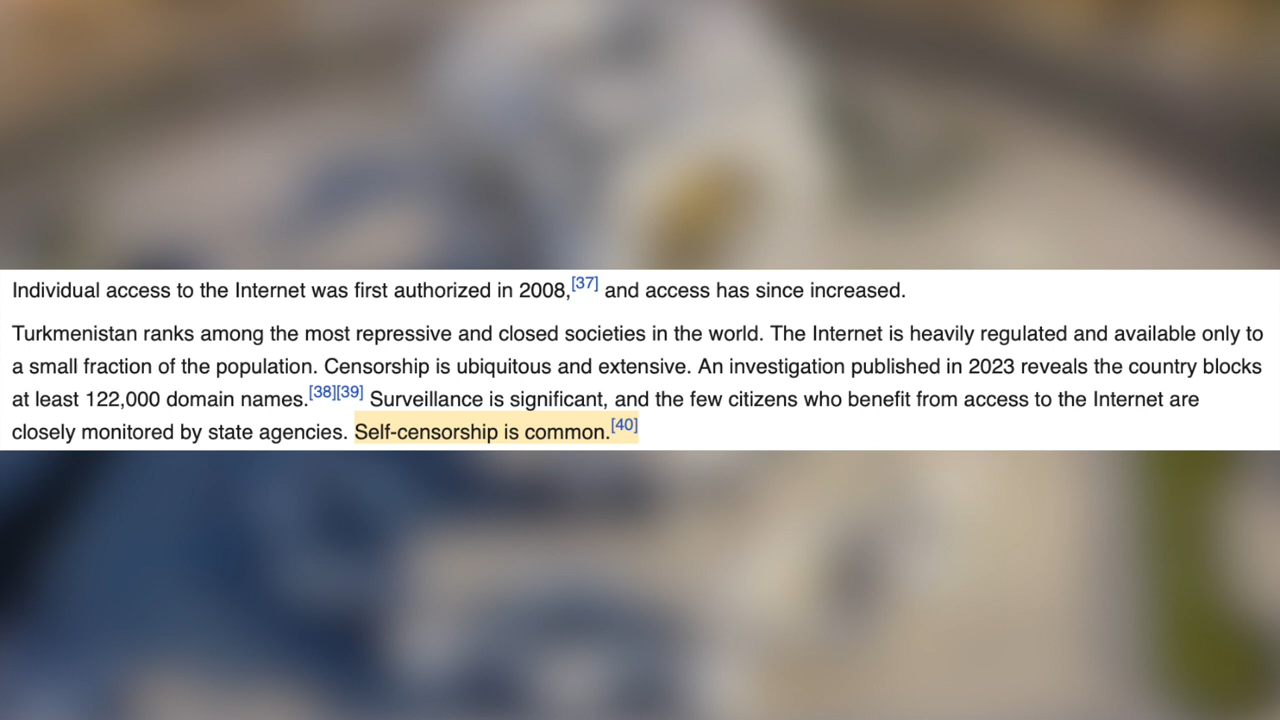 Individual access to the Internet was first authorized in 2008,[37] and access has since increased.
Turkmenistan ranks among the most repressive and closed societies in the world. The Internet is heavily regulated and available only to
a small fraction of the population. Censorship is ubiquitous and extensive. An investigation published in 2023 reveals the country blocks
at least 122,000 domain names.[38][39] Surveillance is significant, and the few citizens who benefit from access to the Internet are
closely monitored by state agencies. Self-censorship is common.[40]